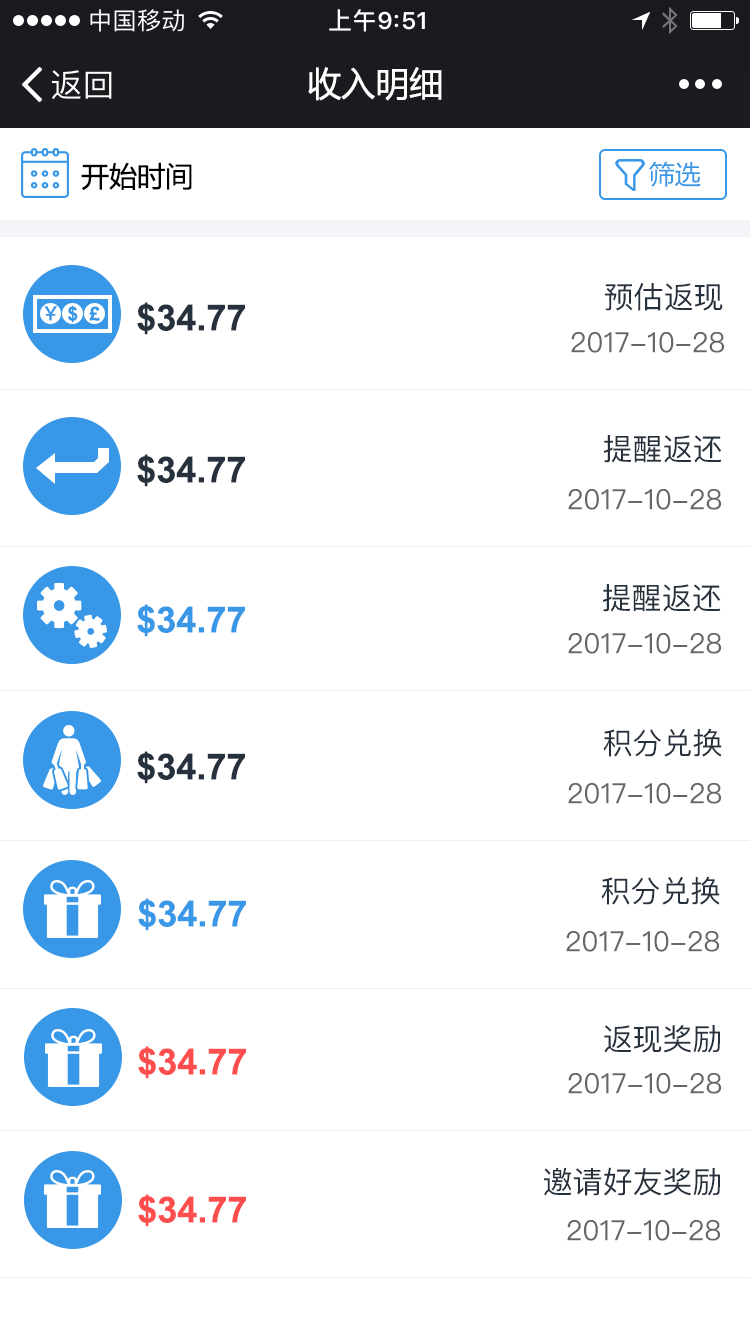 中国移动 上午9:51
返回 收入明细
开始时间 筛选
¥ $ £
$34.77 预估返现
2017-10-28
$34.77 提醒返还
2017-10-28
$34.77 提醒返还
2017-10-28
$34.77 积分兑换
2017-10-28
$34.77 积分兑换
2017-10-28
$34.77 返现奖励
2017-10-28
$34.77 邀请好友奖励
2017-10-28